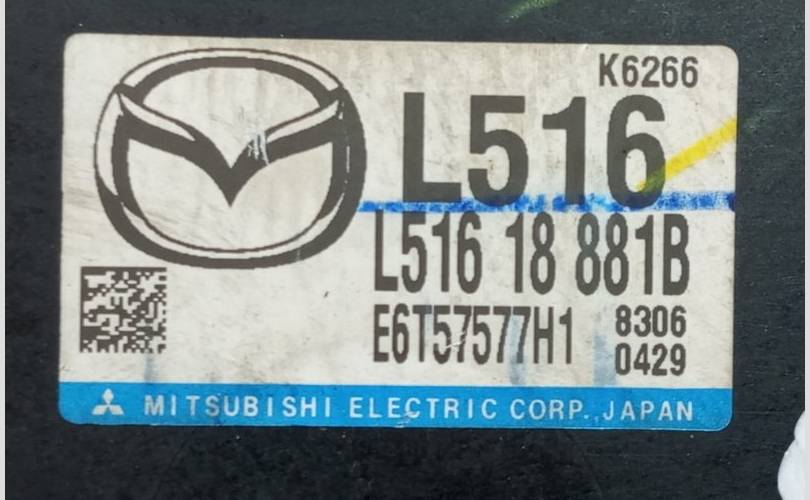 K6266
L516
L516 18 881B
E6T57577H1
8306
0429
MITSUBISHI ELECTRIC CORP., JAPAN